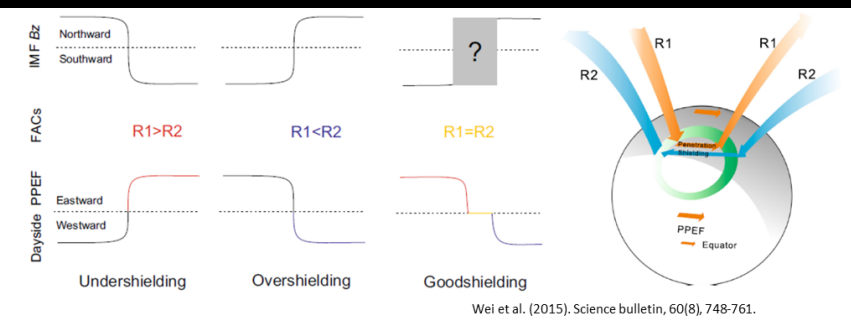 IMF Bz
Northward
Southward
?
FACs
R1>R2
R1<R2
R1=R2
Dayside PPEF
Eastward
Westward
Undershielding
Overshielding
Goodshielding
R1
R1
R2
R2
Penstration
Shielding
PPEF
Equator
Wei et al. (2015). Science bulletin, 60(8), 748-761.